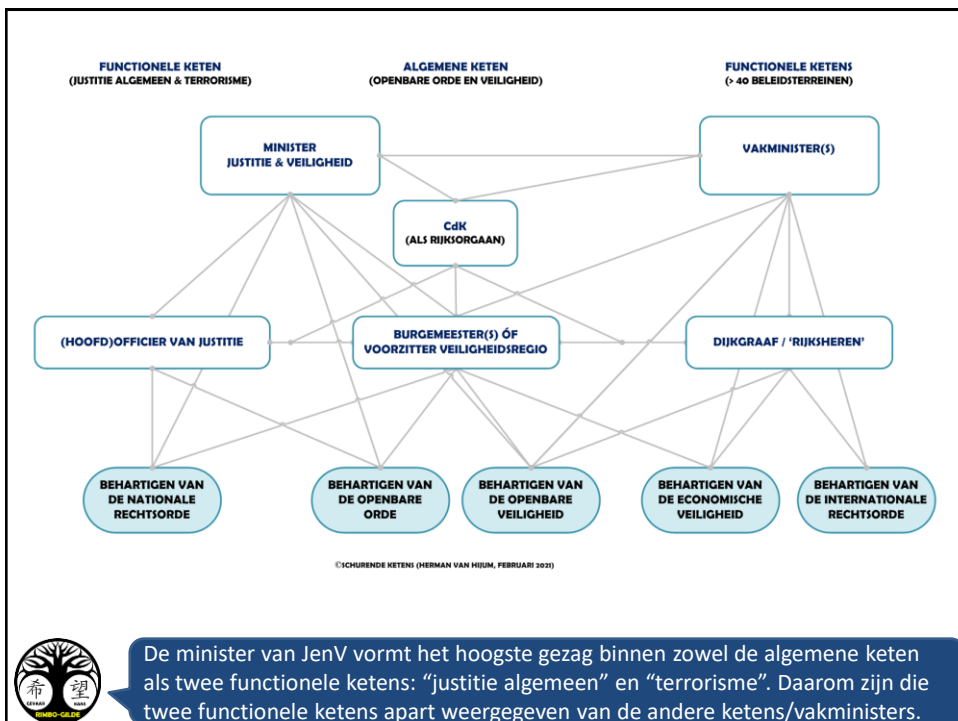 FUNCTIONELE KETEN
(JUSTITIE ALGEMEEN & TERRORISME)
ALGEMENE KETEN
(OPENBARE ORDE EN VEILIGHEID)
FUNCTIONELE KETENS
(> 40 BELEIDSTERREINEN)
MINISTER
JUSTITIE & VEILIGHEID
VAKMINISTER(S)
CdK
(ALS RIJKSORGAAN)
(HOOFD)OFFICIER VAN JUSTITIE
BURGEMEESTER(S) ÓF
VOORZITTER VEILIGHEIDSREGIO
DIJKGRAAF / ‘RIJKSHEREN’
BEHARTIGEN VAN
DE NATIONALE
RECHTSORDE
BEHARTIGEN VAN
DE OPENBARE
ORDE
BEHARTIGEN VAN
DE OPENBARE
VEILIGHEID
BEHARTIGEN VAN
DE ECONOMISCHE
VEILIGHEID
BEHARTIGEN VAN
DE INTERNATIONALE
RECHTSORDE
©SCHURENDE KETENS (HERMAN VAN HIJUM, FEBRUARI 2021)
希 望
HANS
RIMBO-GILDE
De minister van JenV vormt het hoogste gezag binnen zowel de algemene keten
als twee functionele ketens: “justitie algemeen” en “terrorisme”. Daarom zijn die
twee functionele ketens apart weergegeven van de andere ketens/vakministers.